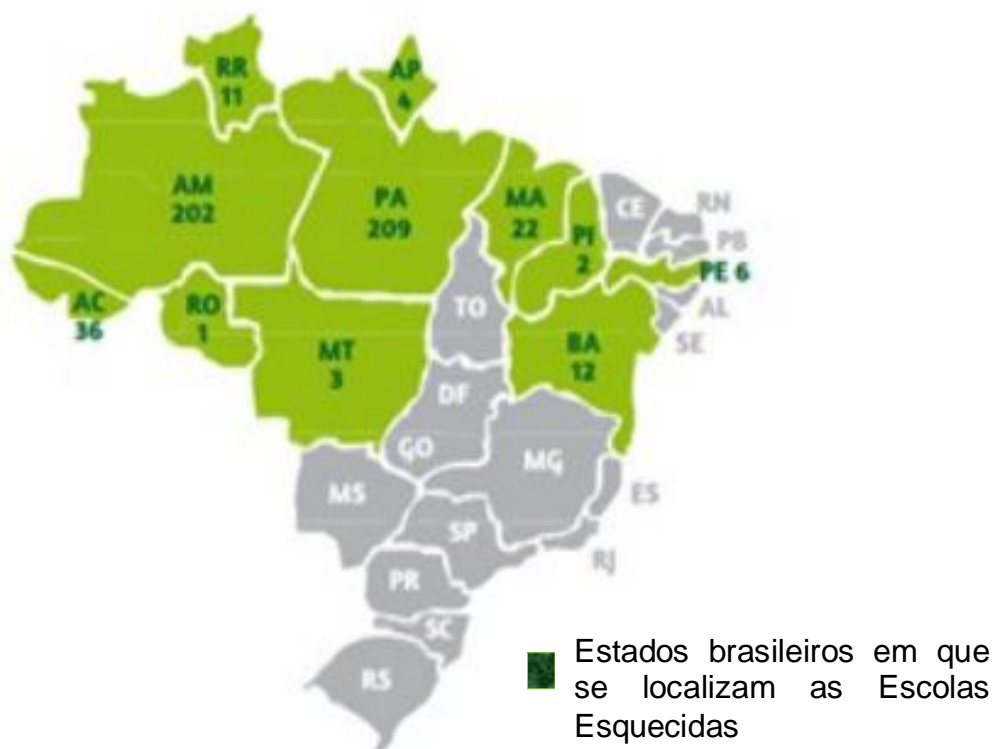 RR
11
AP
4
AM
202
PA
209
MA
22
PI
2
CE
RN
PB
PE 6
AL
SE
AC
36
RO
1
MT
3
TO
BA
12
DF
GO
MG
MS
ES
SP
RJ
PR
SC
RS
Estados brasileiros em que
se localizam as Escolas
Esquecidas